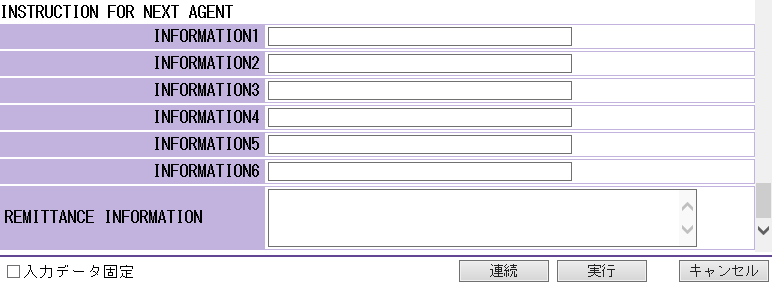 INSTRUCTION FOR NEXT AGENT
INFORMATION1
INFORMATION2
INFORMATION3
INFORMATION4
INFORMATION5
INFORMATION6
REMITTANCE INFORMATION
入力データ固定 連続 実行 キャンセル